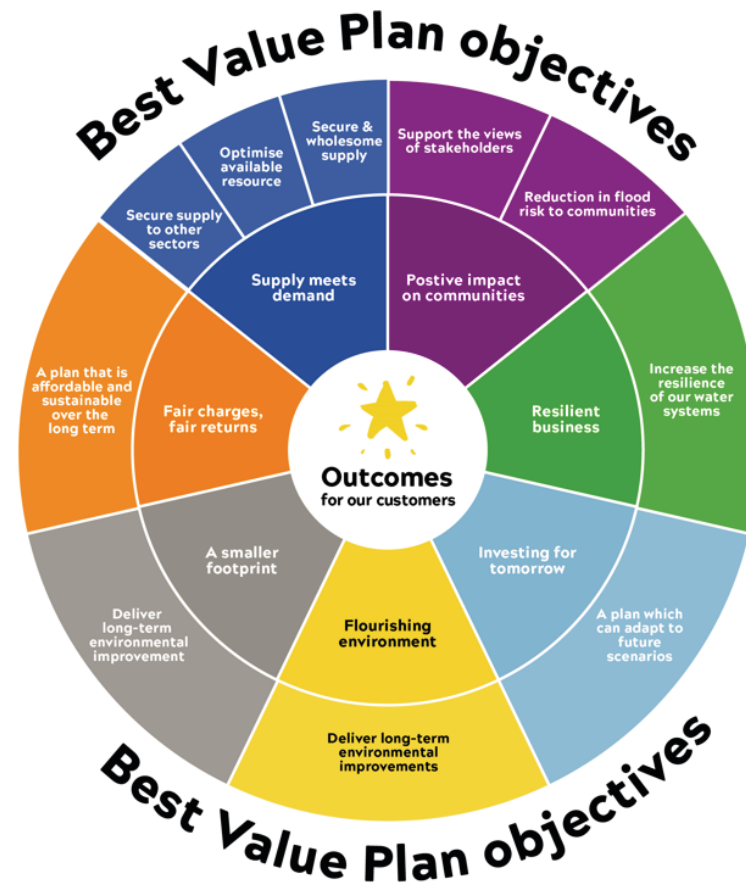 Best Value Plan objectives
Secure &
wholesome
supply
Support the views
of stakeholders
Optimise
available
resource
Reduction in flood
risk to communities
Secure supply
to other
sectors
Supply meets
demand
Postive impact
on communities
A plan that is
affordable and
sustainable
over the
long term
Fair charges,
fair returns
Resilient
business
Increase the
resilience
of our water
systems
Outcomes
for our customers
A smaller
footprint
Investing for
tomorrow
Deliver
long-term
environmental
improvement
Flourishing
environment
A plan which
can adapt to
future
scenarios
Deliver long-term
environmental
improvements
Best Value Plan objectives